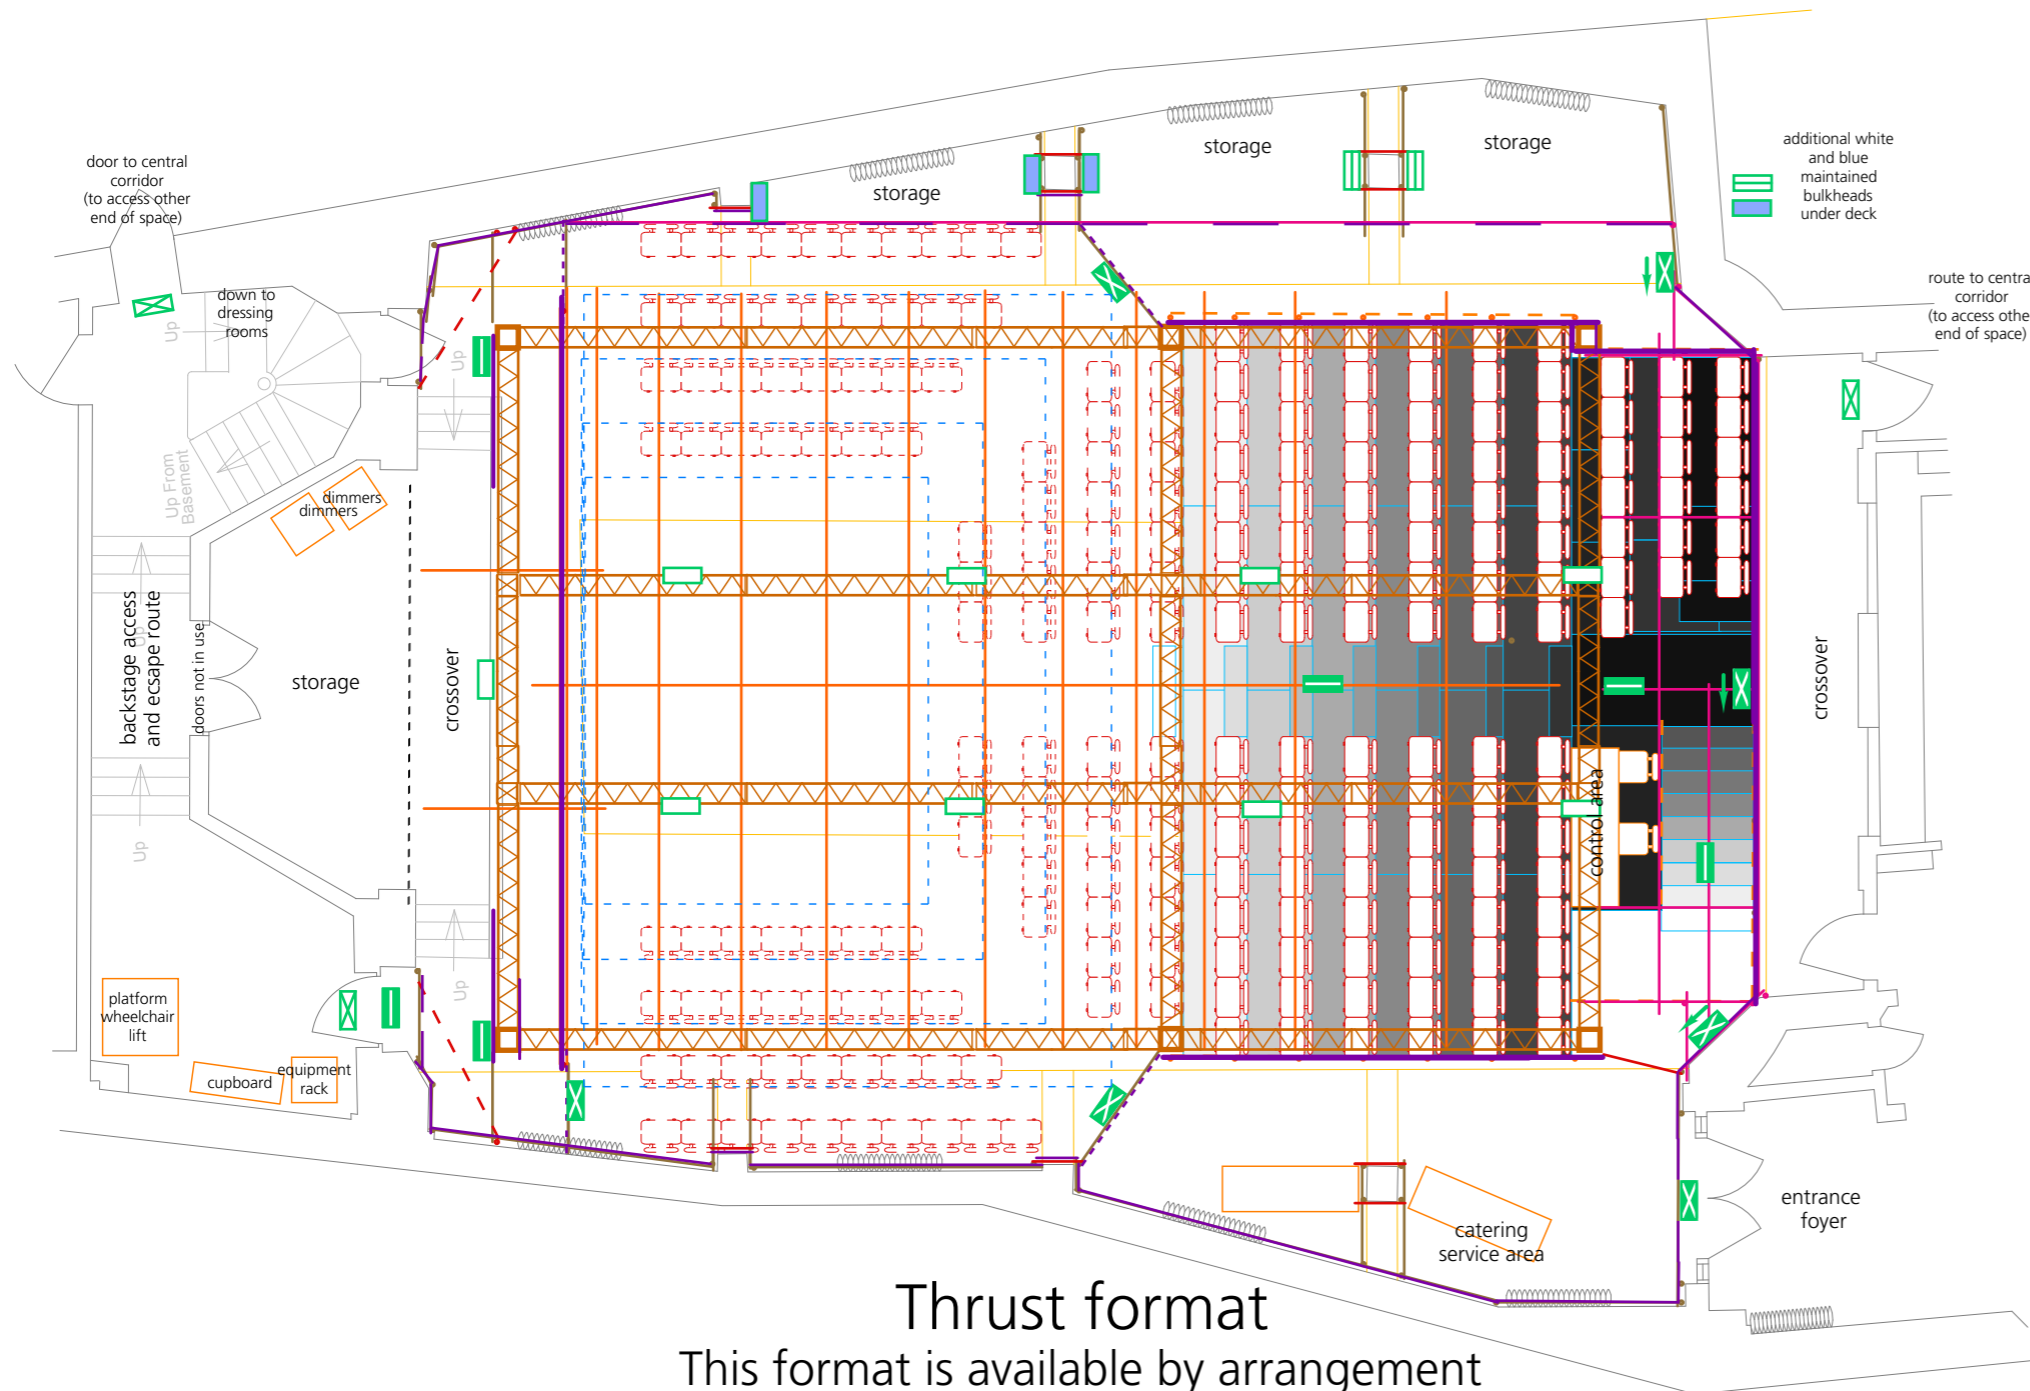 door to central
corridor
(to access other
end of space)
down to
dressing
rooms
Up
Up
Up From
Basement
dimmers
dimmers
backstage access
and ecsape route
Up
Up
doors not in use
storage
crossover
Up
platform
wheelchair
lift
cupboard
equipment
rack
storage
storage
storage
additional white
and blue
maintained
bulkheads
under deck
route to centra
corridor
(to access othe
end of space)
control area
crossover
entrance
foyer
catering
service area
Thrust format
This format is available by arrangement